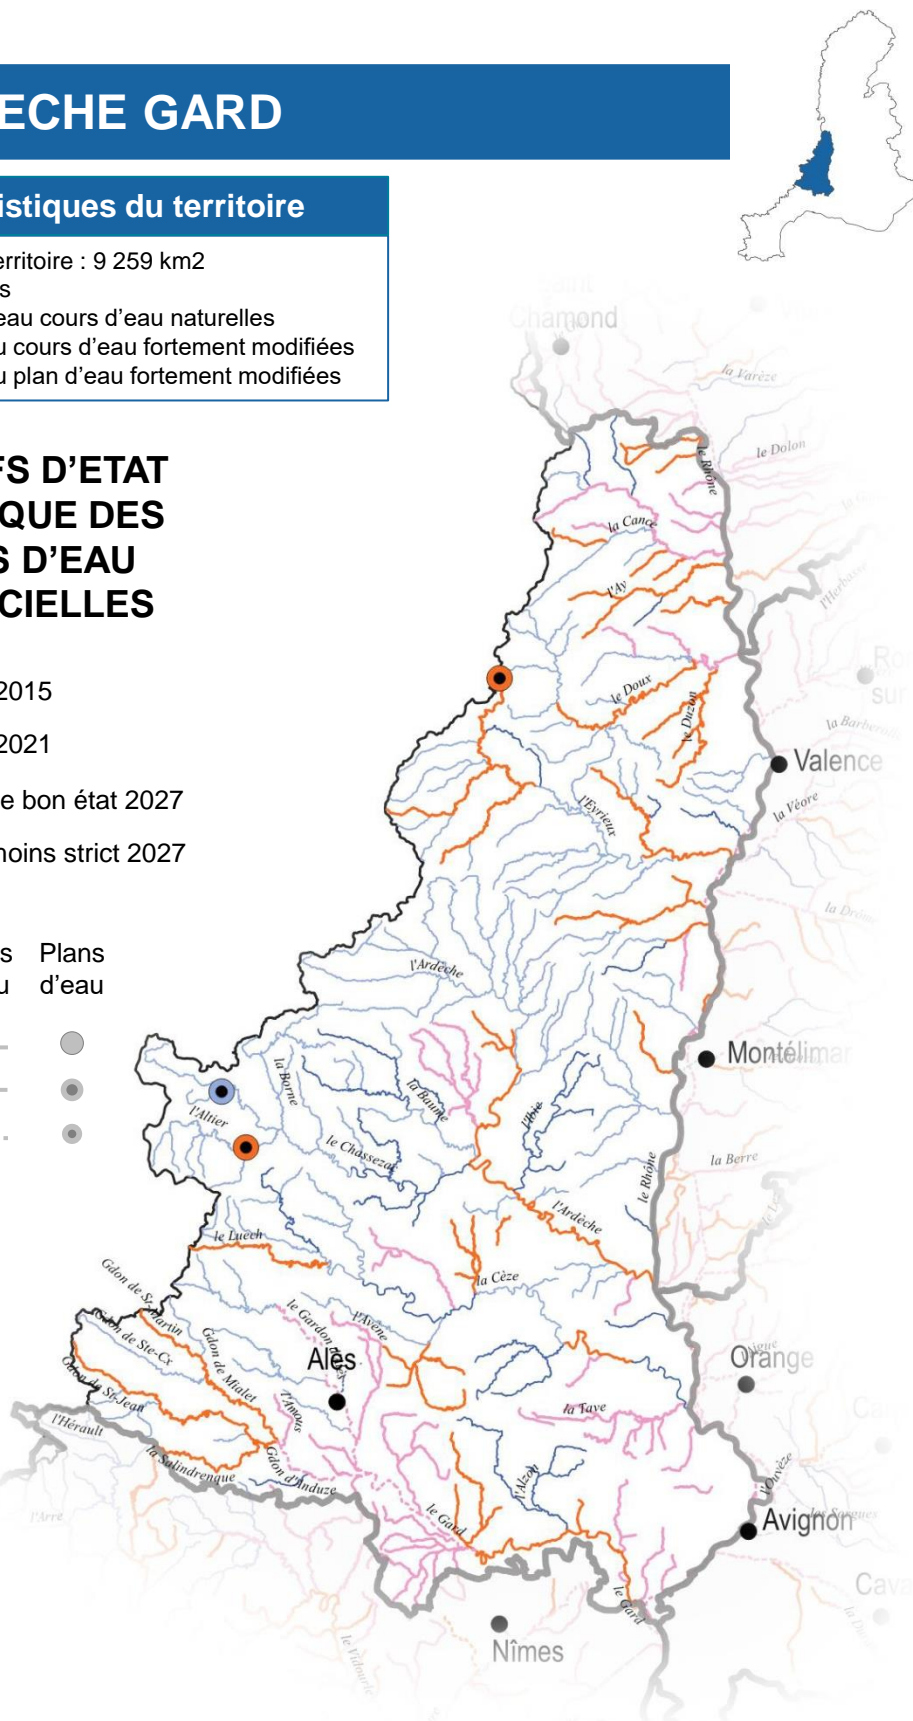 ECHE GARD
istiques du territoire
erritoire : 9 259 km2
s
eau cours d'eau naturelles
u cours d'eau fortement modifiées
u plan d'eau fortement modifiées
FS D'ETAT
QUE DES
S D'EAU
CIELLES
2015
2021
e bon état 2027
moins strict 2027
s Plans
u d'eau
Saint
Chamond
la Varèze
le Dolon
le Rhône
la Cance
l'Ay
l'Herbasse
le Doux
le Duzon
Valence
la Véore
l'Eyrieux
la Drôme
l'Ardèche
Montélimar
la Borne
la Baume
l'Ibie
l'Altier
le Chassezac
la Berre
le Rhône
l'Ardèche
le Luech
la Cèze
Gdon de St-Martin
Gdon de Ste-Cx
Gdon de St-Jean
Gdon de Mialet
l'Avène
Alès
Orange
l'Amous
la Tave
l'Hérault
la Salindrenque
Gdon d'Anduze
l'Alzon
l'Ouvèze
l'Arre
le Gard
Avignon
le Gard
Nîmes
le Vidourle
Cava